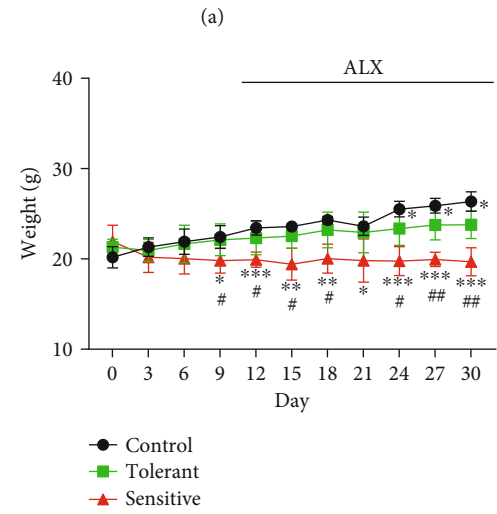 (a)
ALX
40
30
20
10
Weight (g)
* * *
* *** ** ** * *** *** ***
# # # # # ## ##
0 3 6 9 12 15 18 21 24 27 30
Day
Control
Tolerant
Sensitive